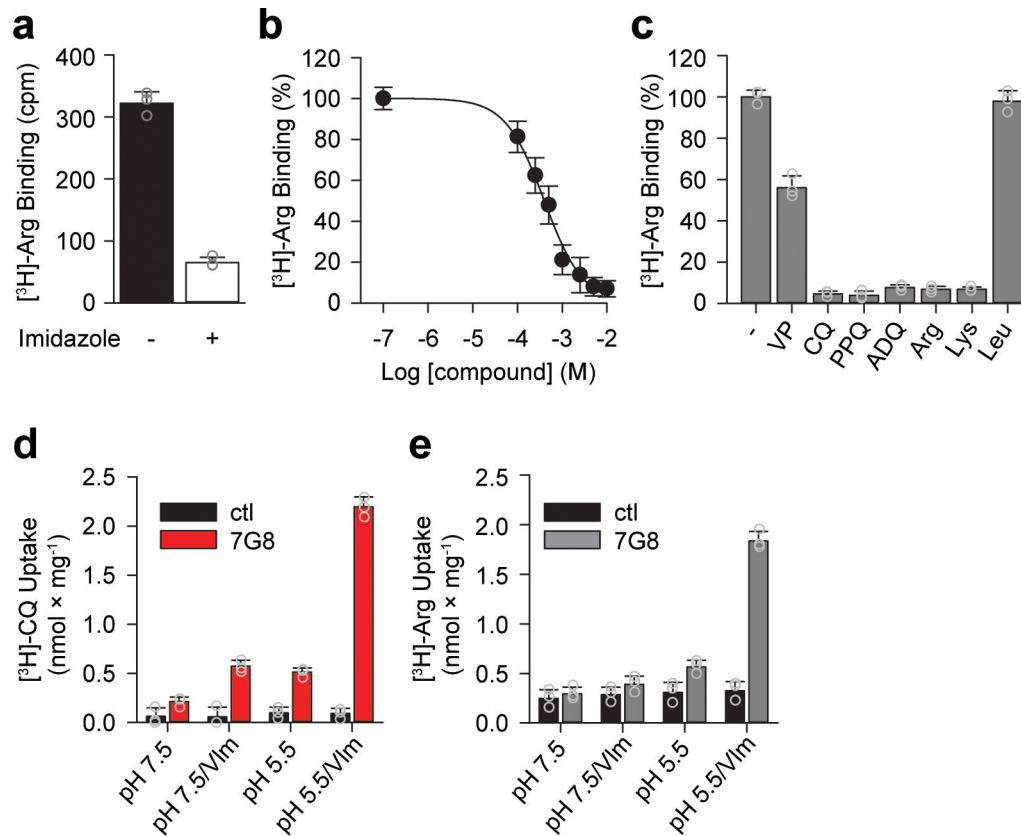 a
[³H]-Arg Binding (cpm)
400
300
200
100
0
Imidazole - +
b
[³H]-Arg Binding (%)
120
100
80
60
40
20
0
-7 -6 -5 -4 -3 -2
Log [compound] (M)
c
[³H]-Arg Binding (%)
120
100
80
60
40
20
0
- VP CQ PPQ ADQ Arg Lys Leu
d
[³H]-CQ Uptake
(nmol × mg⁻¹)
2.5
2.0
1.5
1.0
0.5
0.0
ctl
7G8
pH 7.5 pH 7.5/Vlm pH 5.5 pH 5.5/Vlm
e
[³H]-Arg Uptake
(nmol × mg⁻¹)
2.5
2.0
1.5
1.0
0.5
0.0
ctl
7G8
pH 7.5 pH 7.5/Vlm pH 5.5 pH 5.5/Vlm